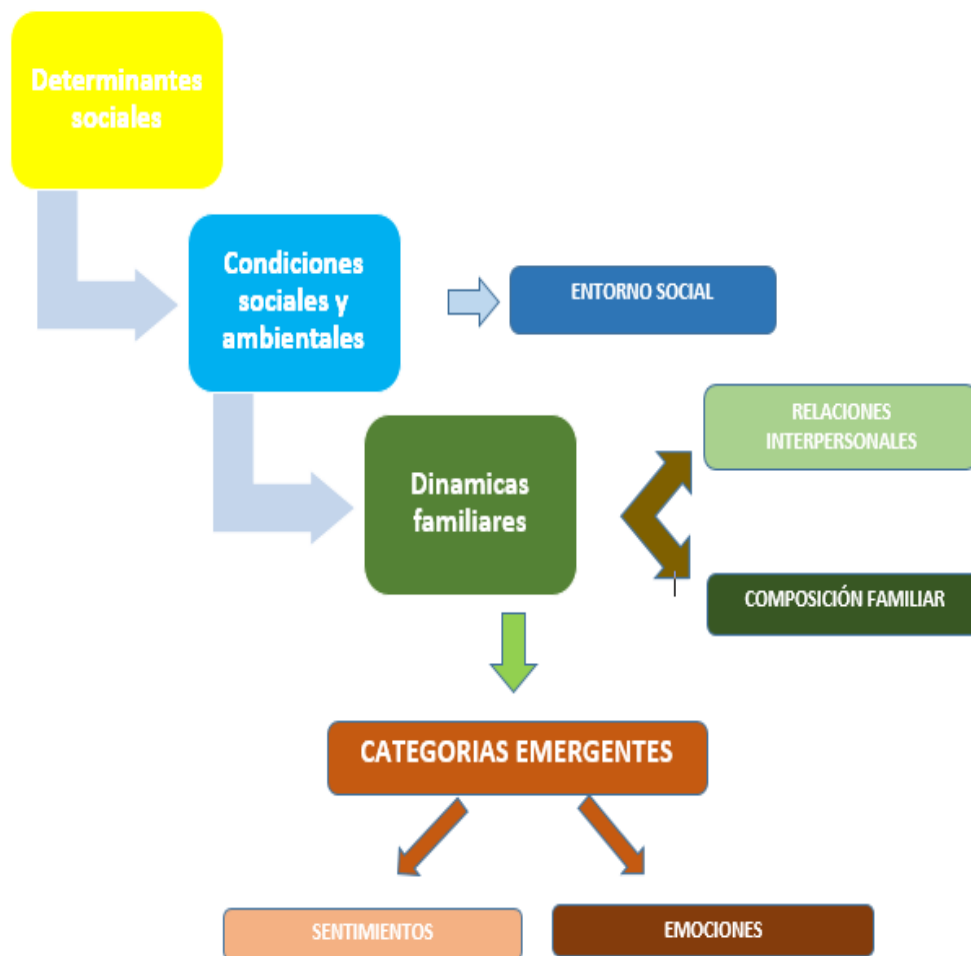 Determinantes
sociales
Condiciones
sociales y
ambientales
ENTORNO SOCIAL
RELACIONES
INTERPERSONALES
Dinamicas
familiares
COMPOSICIÓN FAMILIAR
CATEGORIAS EMERGENTES
SENTIMIENTOS
EMOCIONES